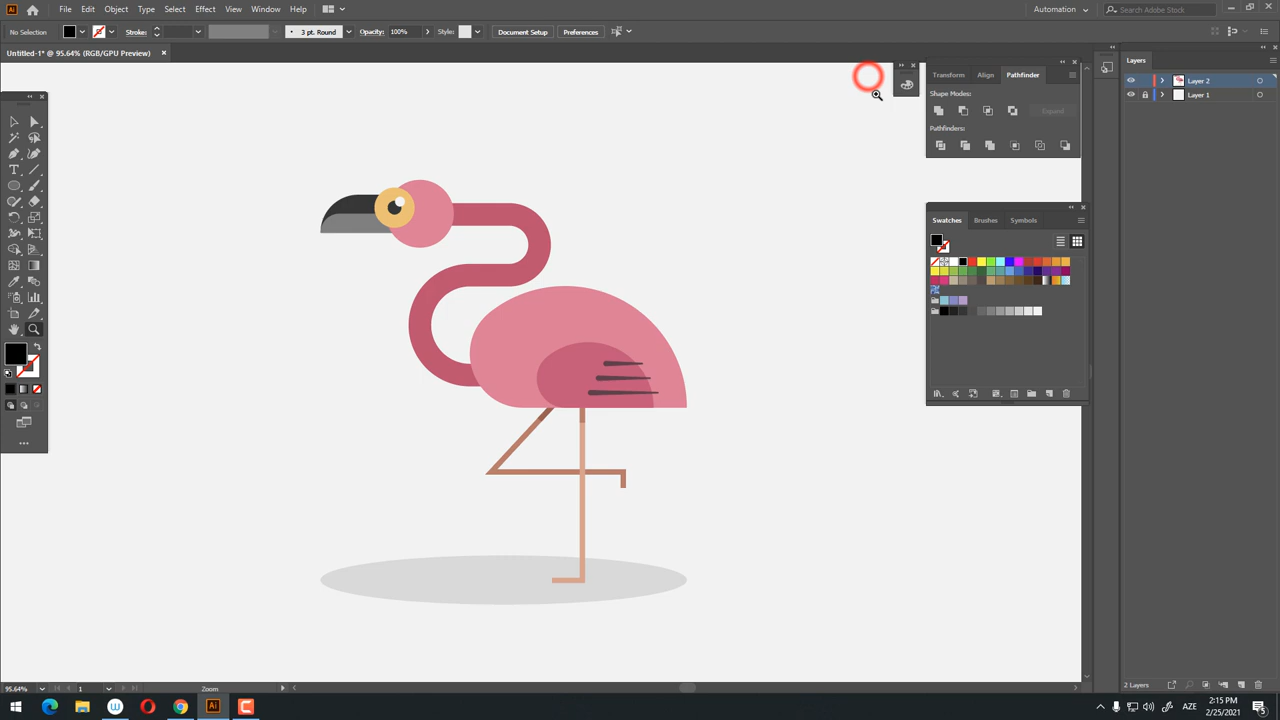 Ai File Edit Object Type Select Effect View Window Help Automation Search Adobe Stock
No Selection Stroke: 3 pt. Round Opacity: 100% Style: Document Setup Preferences
Untitled-1* @ 95.64% (RGB/GPU Preview)
Layers
Transform Align Pathfinder
Layer 2
Shape Modes:
Layer 1
Expand
Pathfinders:
Swatches Brushes Symbols
95.64% 1 Zoom
2 Layers
Ai AZE 2:15 PM
2/25/2021